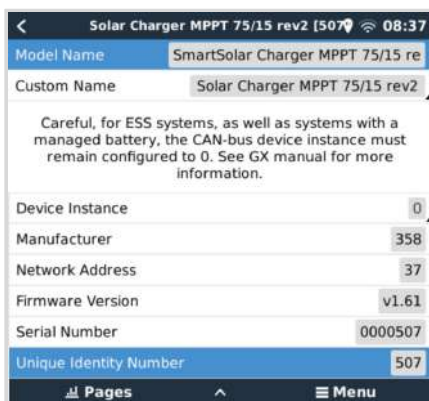 Solar Charger MPPT 75/15 rev2 [507 08:37
Model Name SmartSolar Charger MPPT 75/15 re
Custom Name Solar Charger MPPT 75/15 rev2
Careful, for ESS systems, as well as systems with a
managed battery, the CAN-bus device instance must
remain configured to 0. See GX manual for more
information.
Device Instance 0
Manufacturer 358
Network Address 37
Firmware Version v1.61
Serial Number 0000507
Unique Identity Number 507
Pages Menu